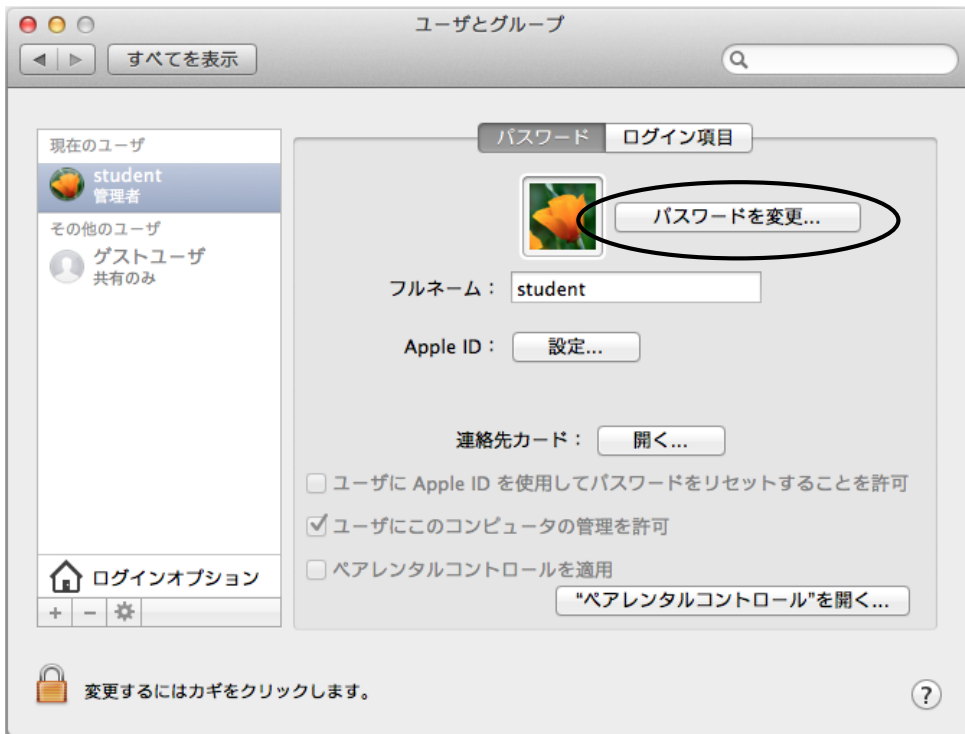 ユーザとグループ
すべてを表示
現在のユーザ
student
管理者
その他のユーザ
ゲストユーザ
共有のみ
ログインオプション
パスワード
ログイン項目
パスワードを変更...
フルネーム：
student
Apple ID：
設定...
連絡先カード：
開く...
ユーザに Apple ID を使用してパスワードをリセットすることを許可
ユーザにこのコンピュータの管理を許可
ペアレンタルコントロールを適用
“ペアレンタルコントロール”を開く...
変更するにはカギをクリックします。
?